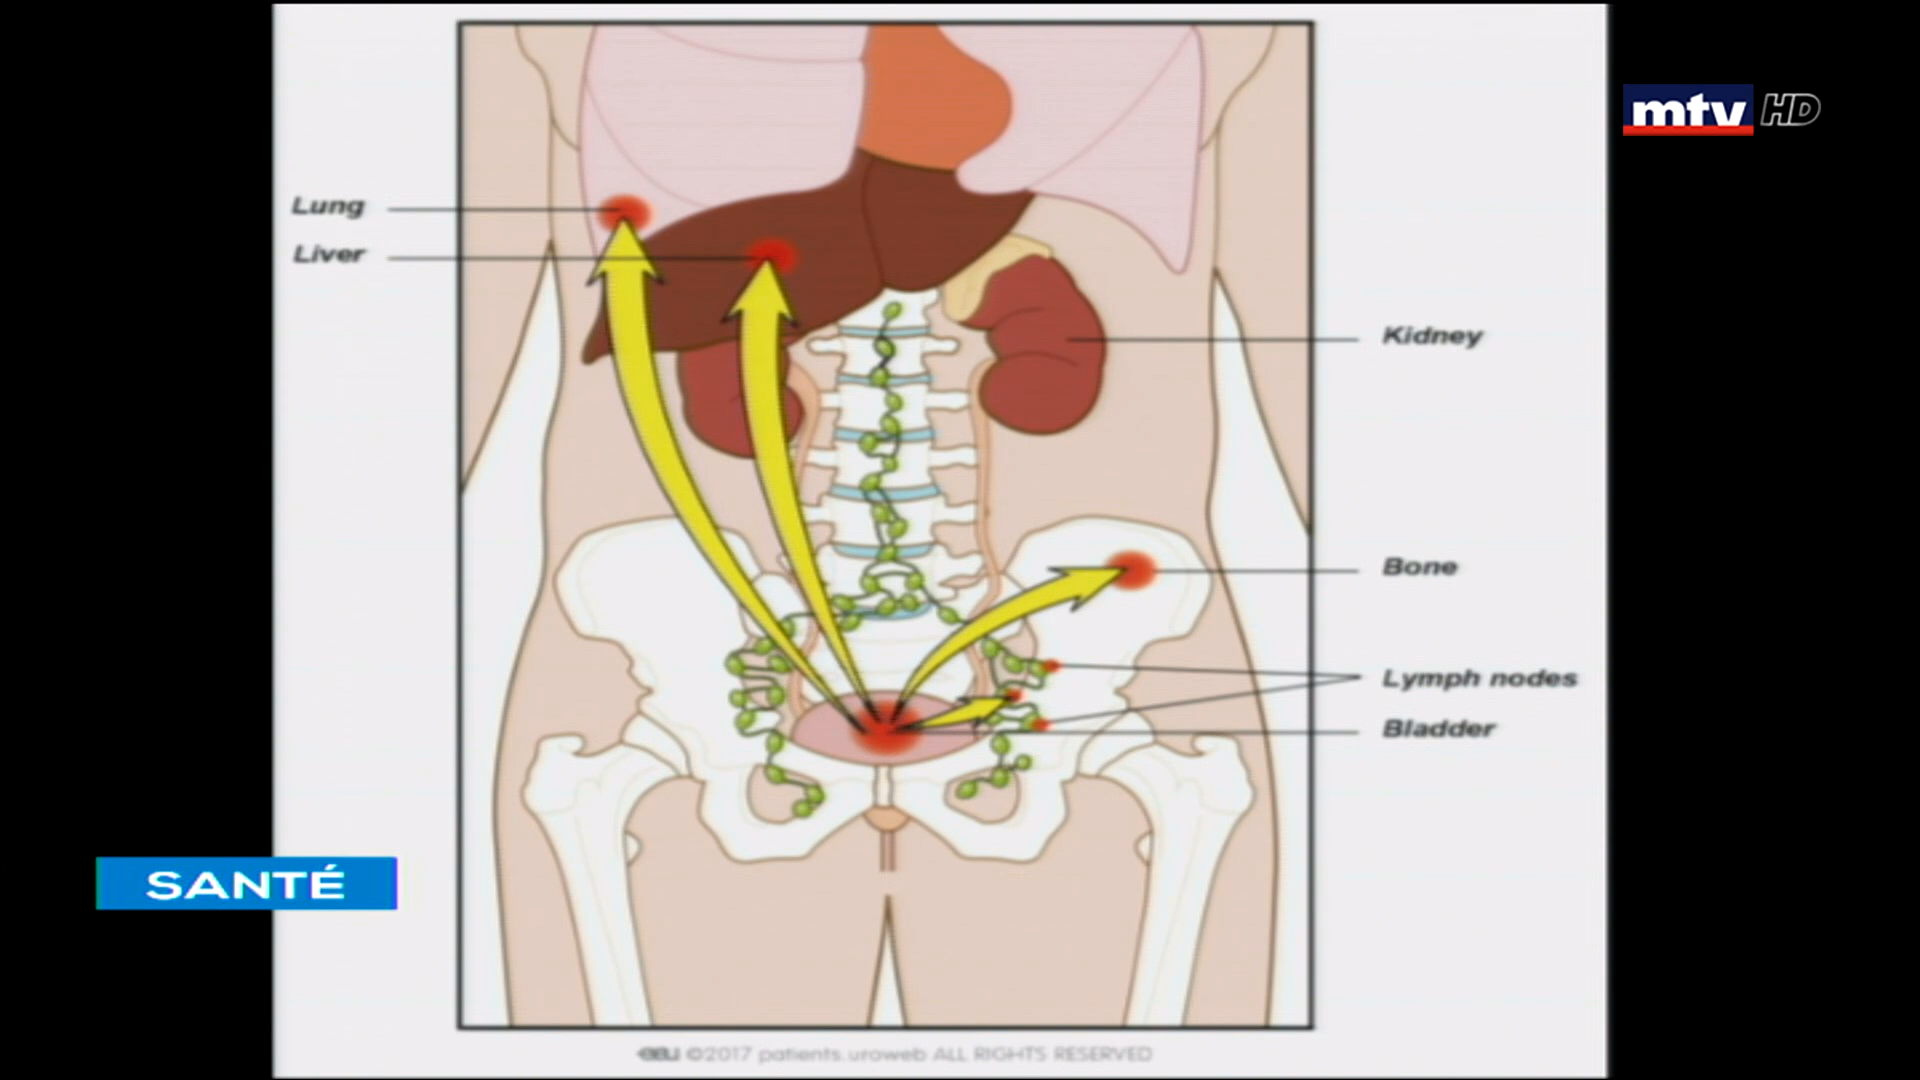 mtv HD
Lung
Liver
Kidney
Bone
Lymph nodes
Bladder
SANTÉ
©2017 patients.uroweb ALL RIGHTS RESERVED